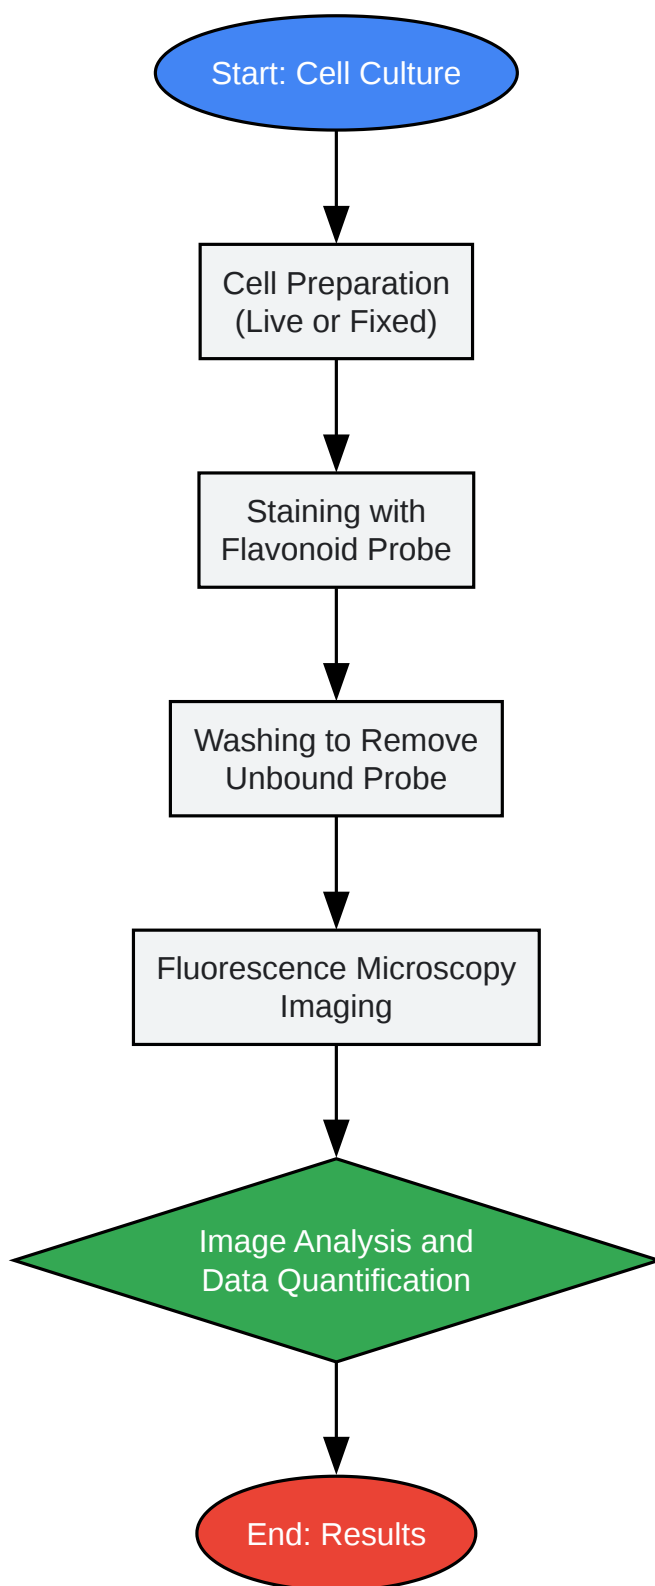 Start: Cell Culture
Cell Preparation
(Live or Fixed)
Staining with
Flavonoid Probe
Washing to Remove
Unbound Probe
Fluorescence Microscopy
Imaging
Image Analysis and
Data Quantification
End: Results